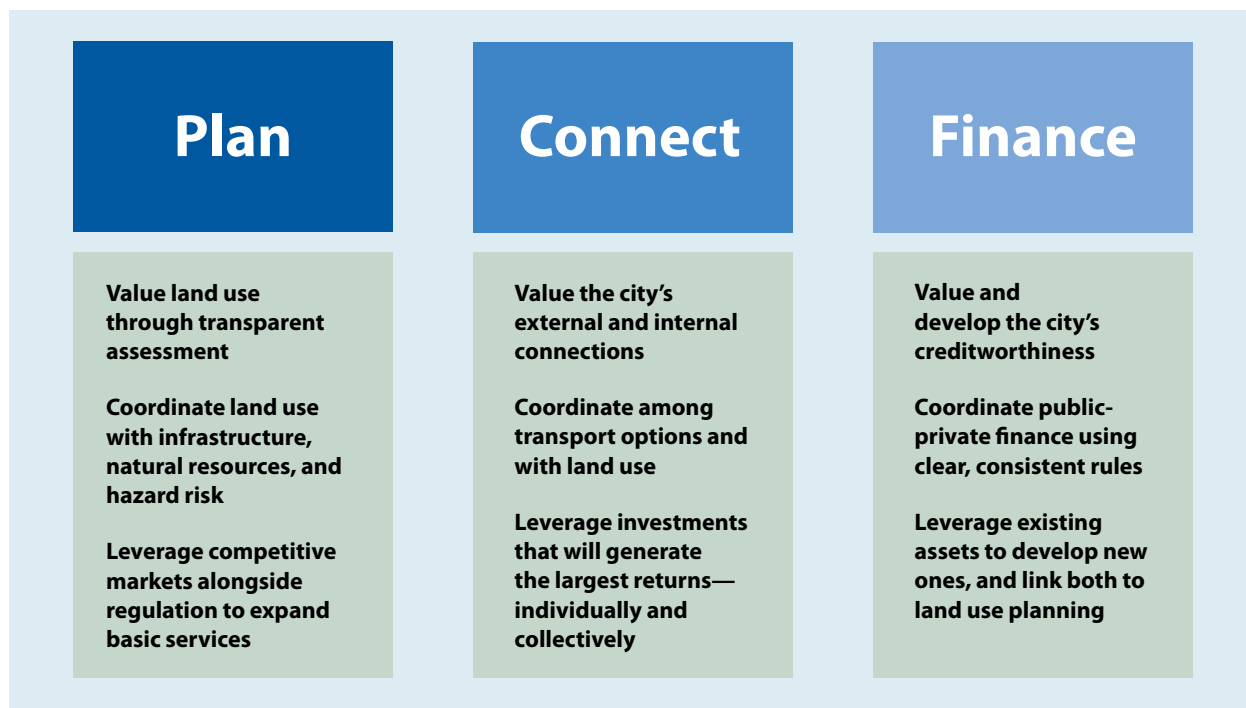 Plan
Value land use
through transparent
assessment
Coordinate land use
with infrastructure,
natural resources, and
hazard risk
Leverage competitive
markets alongside
regulation to expand
basic services
Connect
Value the city’s
external and internal
connections
Coordinate among
transport options and
with land use
Leverage investments
that will generate
the largest returns—
individually and
collectively
Finance
Value and
develop the city’s
creditworthiness
Coordinate public-
private finance using
clear, consistent rules
Leverage existing
assets to develop new
ones, and link both to
land use planning